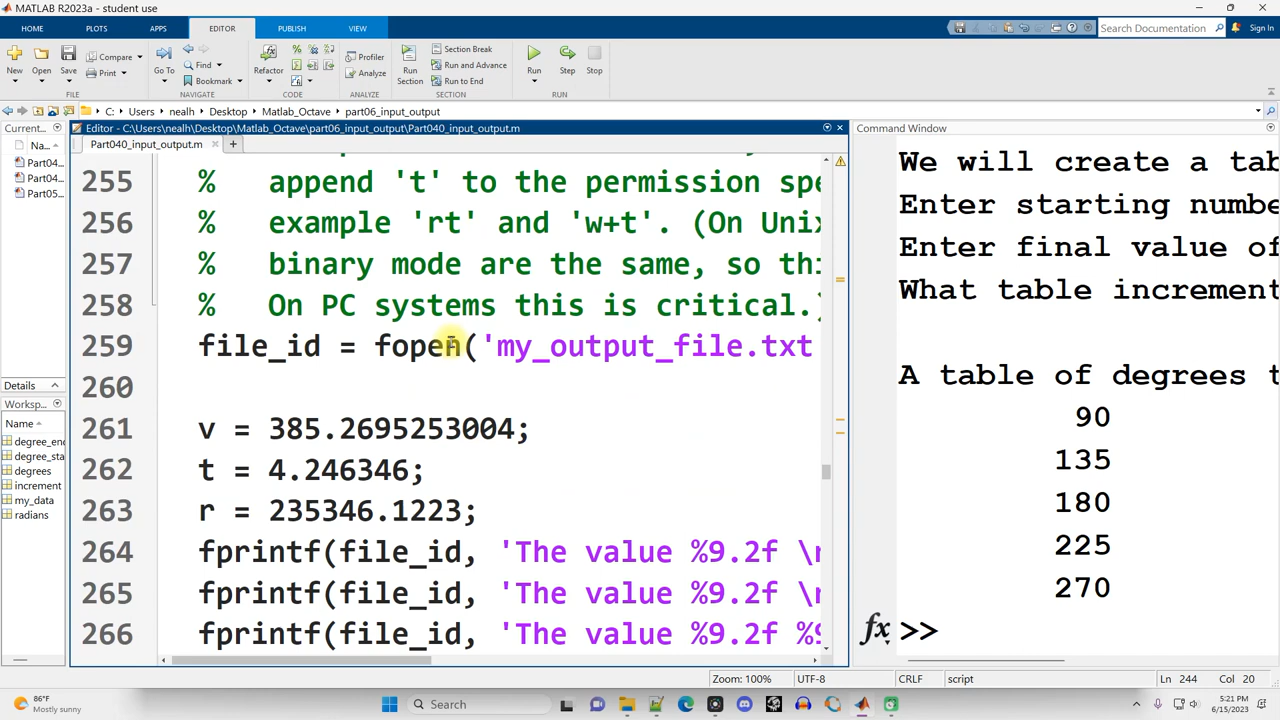 MATLAB R2023a - student use
HOME PLOTS APPS EDITOR PUBLISH VIEW Search Documentation Sign In
New Open Save Compare Print Go To Find Bookmark Refactor Profiler Analyze Run Section Section Break Run and Advance Run to End Run Step Stop
FILE NAVIGATE CODE ANALYZE SECTION RUN
C: Users nealh Desktop Matlab_Octave part06_input_output
Current...
Na...
Part04...
Part04...
Part05...
Details
Worksp...
Name
degree_en
degree_sta
degrees
increment
my_data
radians
Editor - C:\Users\nealh\Desktop\Matlab_Octave\part06_input_output\Part040_input_output.m
Part040_input_output.m
255 % append 't' to the permission spe
256 % example 'rt' and 'w+t'. (On Unix
257 % binary mode are the same, so thi
258 % On PC systems this is critical.)
259 file_id = fopen('my_output_file.txt
260
261 v = 385.2695253004;
262 t = 4.246346;
263 r = 235346.1223;
264 fprintf(file_id, 'The value %9.2f \r
265 fprintf(file_id, 'The value %9.2f \r
266 fprintf(file_id, 'The value %9.2f %9
Command Window
We will create a tab
Enter starting numbe
Enter final value of
What table increment
A table of degrees t
90
135
180
225
270
fx >>
Zoom: 100% UTF-8 CRLF script Ln 244 Col 20
86°F
Mostly sunny
Search
5:21 PM
6/15/2023